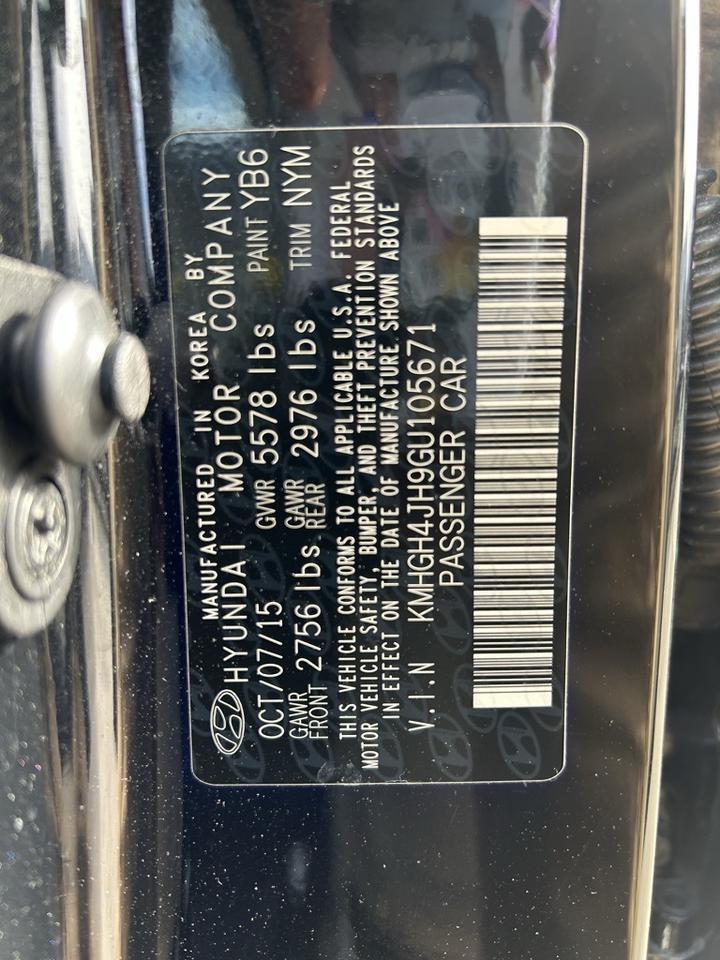 MANUFACTURED IN KOREA BY
HYUNDAI MOTOR COMPANY
OCT/07/15 GVWR 5578 lbs PAINT YB6
GAWR FRONT 2756 lbs GAWR REAR 2976 lbs TRIM NYM
THIS VEHICLE CONFORMS TO ALL APPLICABLE U.S.A. FEDERAL
MOTOR VEHICLE SAFETY, BUMPER, AND THEFT PREVENTION STANDARDS
IN EFFECT ON THE DATE OF MANUFACTURE SHOWN ABOVE
V.I.N KMHGH4JH9GU105671
PASSENGER CAR